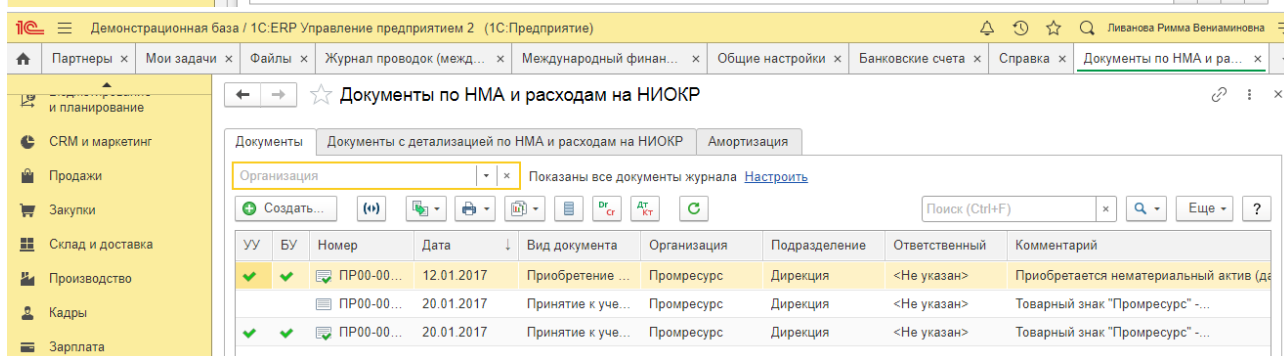 1С Демонстрационная база / 1С:ERP Управление предприятием 2 (1С:Предприятие) Ливанова Римма Вениаминовна
Партнеры × Мои задачи × Файлы × Журнал проводок (межд... × Международный финан... × Общие настройки × Банковские счета × Справка × Документы по НМА и ра... ×
и планирование
CRM и маркетинг
Продажи
Закупки
Склад и доставка
Производство
Кадры
Зарплата
Документы по НМА и расходам на НИОКР
Документы Документы с детализацией по НМА и расходам на НИОКР Амортизация
Организация Показаны все документы журнала Настроить
Создать... Dr Cr Дт Кт Поиск (Ctrl+F) × Еще ?
УУ БУ Номер Дата ↓ Вид документа Организация Подразделение Ответственный Комментарий
ПР00-00... 12.01.2017 Приобретение ... Промресурс Дирекция <Не указан> Приобретается нематериальный актив (да
ПР00-00... 20.01.2017 Принятие к уче... Промресурс Дирекция <Не указан> Товарный знак "Промресурс" -...
ПР00-00... 20.01.2017 Принятие к уче... Промресурс Дирекция <Не указан> Товарный знак "Промресурс" -...